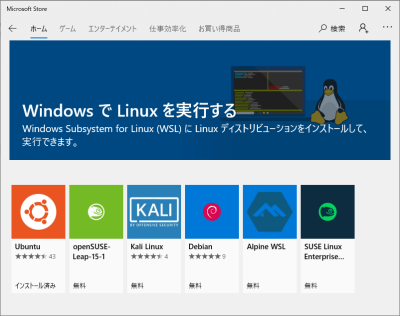 Microsoft Store
ホーム ゲーム エンターテイメント 仕事効率化 お買い得商品 検索
Windows で Linux を実行する
Windows Subsystem for Linux (WSL) に Linux ディストリビューションをインストールして、
実行できます。
KALI
BY OFFENSIVE SECURITY
Ubuntu
43
インストール済み
openSUSE-
Leap-15-1
無料
Kali Linux
4
無料
Debian
9
無料
Alpine WSL
無料
SUSE Linux
Enterprise...
無料